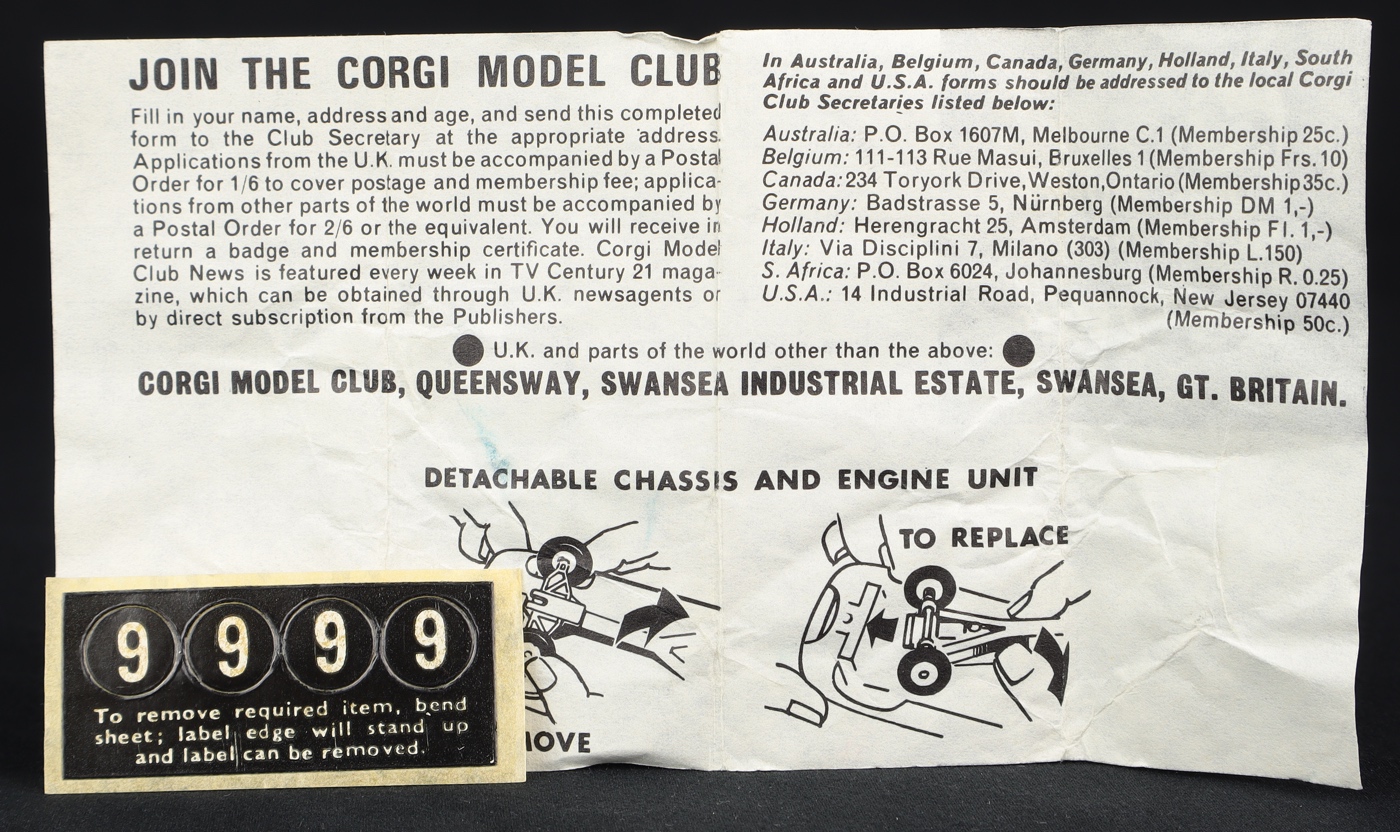 JOIN THE CORGI MODEL CLUB
Fill in your name, address and age, and send this completed
form to the Club Secretary at the appropriate address.
Applications from the U.K. must be accompanied by a Postal
Order for 1/6 to cover postage and membership fee; applica-
tions from other parts of the world must be accompanied by
a Postal Order for 2/6 or the equivalent. You will receive in
return a badge and membership certificate. Corgi Model
Club News is featured every week in TV Century 21 maga-
zine, which can be obtained through U.K. newsagents or
by direct subscription from the Publishers.
In Australia, Belgium, Canada, Germany, Holland, Italy, South
Africa and U.S.A. forms should be addressed to the local Corgi
Club Secretaries listed below:
Australia: P.O. Box 1607M, Melbourne C.1 (Membership 25c.)
Belgium: 111-113 Rue Masui, Bruxelles 1 (Membership Frs. 10)
Canada: 234 Toryork Drive, Weston, Ontario (Membership 35c.)
Germany: Badstrasse 5, Nürnberg (Membership DM 1,-)
Holland: Herengracht 25, Amsterdam (Membership Fl. 1,-)
Italy: Via Disciplini 7, Milano (303) (Membership L.150)
S. Africa: P.O. Box 6024, Johannesburg (Membership R. 0.25)
U.S.A.: 14 Industrial Road, Pequannock, New Jersey 07440
(Membership 50c.)
U.K. and parts of the world other than the above:
CORGI MODEL CLUB, QUEENSWAY, SWANSEA INDUSTRIAL ESTATE, SWANSEA, GT. BRITAIN.
DETACHABLE CHASSIS AND ENGINE UNIT
TO REPLACE
MOVE
9 9 9 9
To remove required item, bend
sheet; label edge will stand up
and label can be removed.